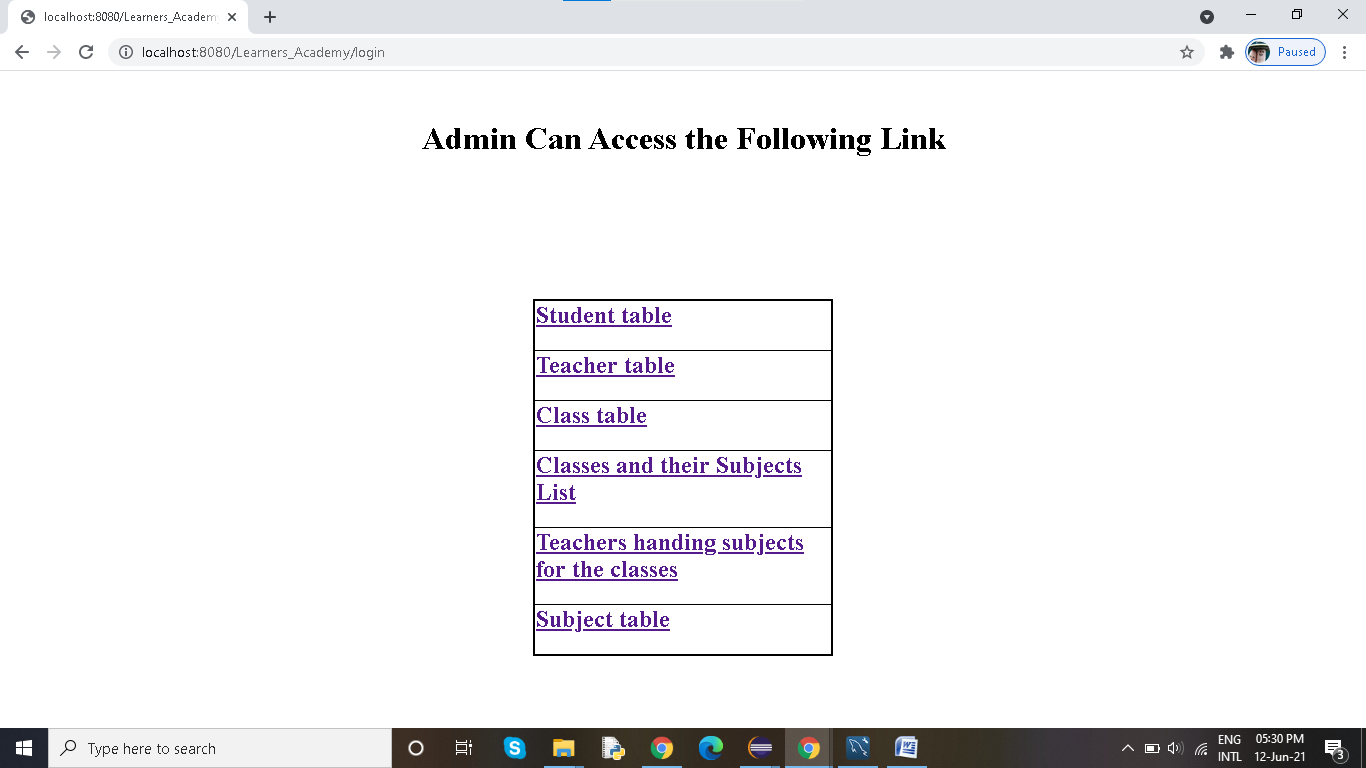 localhost:8080/Learners_Academ
localhost:8080/Learners_Academy/login
Paused
Admin Can Access the Following Link
Student table
Teacher table
Class table
Classes and their Subjects
List
Teachers handing subjects
for the classes
Subject table
Type here to search
ENG
INTL
05:30 PM
12-Jun-21
3